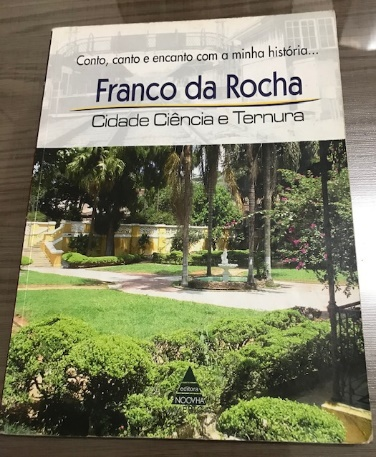 Conto, canto e encanto com a minha história...
Franco da Rocha
Cidade Ciência e Ternura
editora
NOOVHA